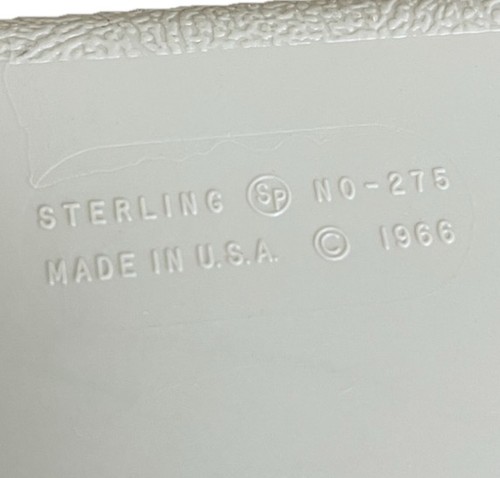 STERLING SP NO-275
MADE IN U.S.A. © 1966